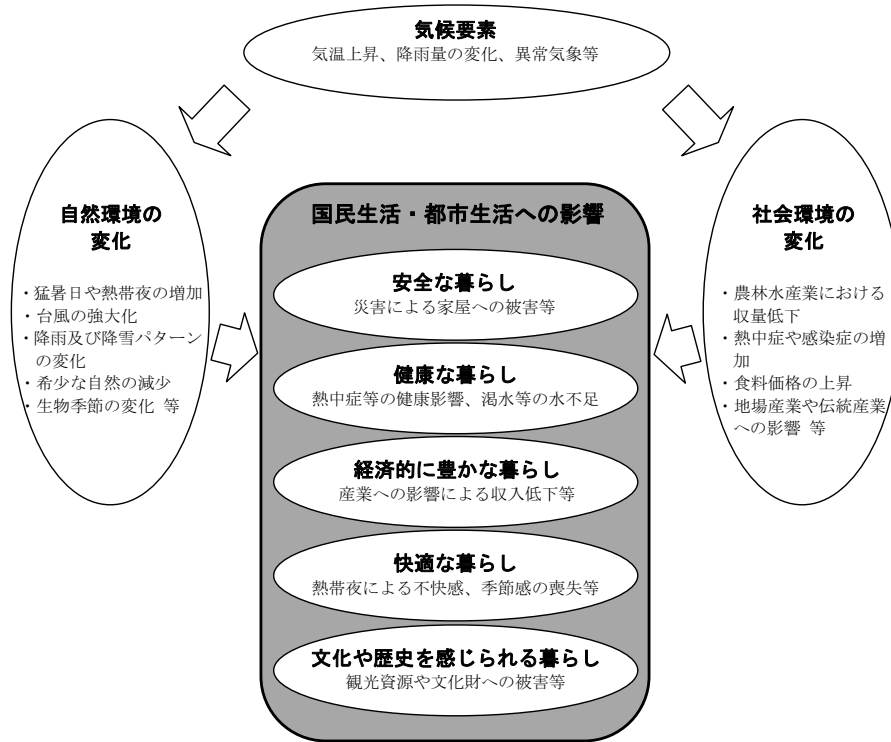 気候要素
気温上昇、降雨量の変化、異常気象等
自然環境の
変化
・猛暑日や熱帯夜の増加
・台風の強大化
・降雨及び降雪パターン
の変化
・希少な自然の減少
・生物季節の変化 等
国民生活・都市生活への影響
安全な暮らし
災害による家屋への被害等
健康な暮らし
熱中症等の健康影響、渇水等の水不足
経済的に豊かな暮らし
産業への影響による収入低下等
快適な暮らし
熱帯夜による不快感、季節感の喪失等
文化や歴史を感じられる暮らし
観光資源や文化財への被害等
社会環境の
変化
・農林水産業における
収量低下
・熱中症や感染症の増
加
・食料価格の上昇
・地場産業や伝統産業
への影響 等